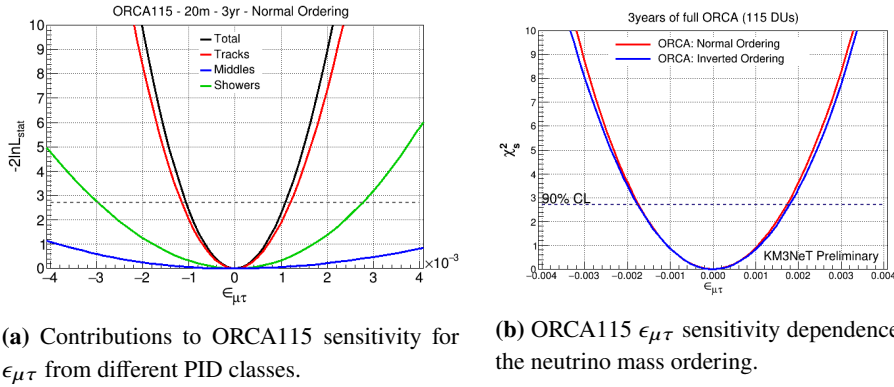 ORCA115 - 20m - 3yr - Normal Ordering
-2lnL_stat
10
9
8
7
6
5
4
3
2
1
0
Total
Tracks
Middles
Showers
−4 −3 −2 −1 0 1 2 3 4
×10⁻³
ϵ_μτ
(a) Contributions to ORCA115 sensitivity for
ϵ_μτ from different PID classes.
3years of full ORCA (115 DUs)
χ²_s
10
9
8
7
6
5
4
3
2
1
0
ORCA: Normal Ordering
ORCA: Inverted Ordering
90% CL
KM3NeT Preliminary
−0.004 −0.003 −0.002 −0.001 0.000 0.001 0.002 0.003 0.004
ϵ_μτ
(b) ORCA115 ϵ_μτ sensitivity dependence
the neutrino mass ordering.